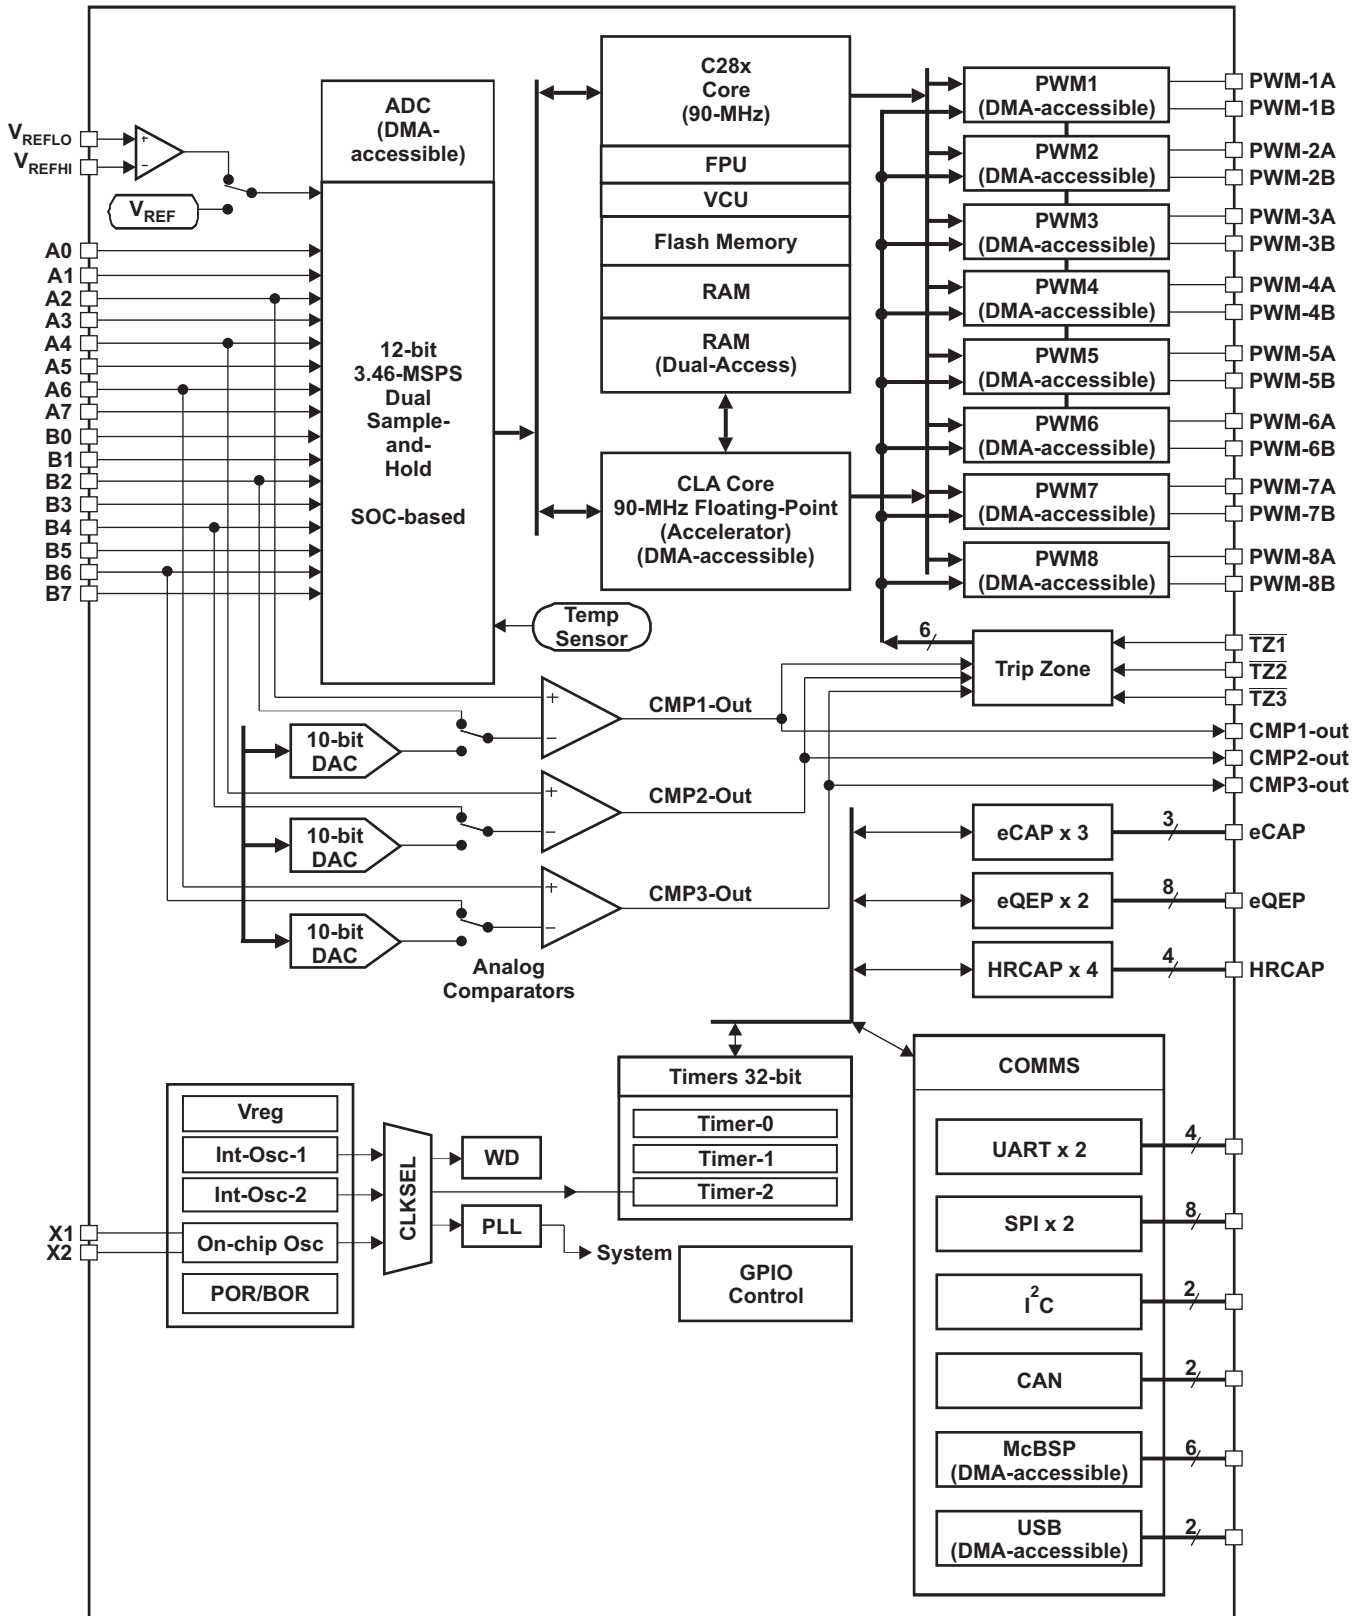 V_REFLO
V_REFHI
+
−
V_REF
A0
A1
A2
A3
A4
A5
A6
A7
B0
B1
B2
B3
B4
B5
B6
B7
ADC
(DMA-
accessible)
12-bit
3.46-MSPS
Dual
Sample-
and-
Hold
SOC-based
Temp
Sensor
C28x
Core
(90-MHz)
FPU
VCU
Flash Memory
RAM
RAM
(Dual-Access)
CLA Core
90-MHz Floating-Point
(Accelerator)
(DMA-accessible)
PWM1
(DMA-accessible)
PWM2
(DMA-accessible)
PWM3
(DMA-accessible)
PWM4
(DMA-accessible)
PWM5
(DMA-accessible)
PWM6
(DMA-accessible)
PWM7
(DMA-accessible)
PWM8
(DMA-accessible)
PWM-1A
PWM-1B
PWM-2A
PWM-2B
PWM-3A
PWM-3B
PWM-4A
PWM-4B
PWM-5A
PWM-5B
PWM-6A
PWM-6B
PWM-7A
PWM-7B
PWM-8A
PWM-8B
6
Trip Zone
T̅Z̅1̅
T̅Z̅2̅
T̅Z̅3̅
CMP1-out
CMP2-out
CMP3-out
10-bit
DAC
+
−
CMP1-Out
10-bit
DAC
+
−
CMP2-Out
10-bit
DAC
+
−
CMP3-Out
Analog
Comparators
eCAP x 3
3
eCAP
eQEP x 2
8
eQEP
HRCAP x 4
4
HRCAP
Timers 32-bit
Timer-0
Timer-1
Timer-2
Vreg
Int-Osc-1
Int-Osc-2
On-chip Osc
POR/BOR
X1
X2
CLKSEL
WD
PLL
System
GPIO
Control
COMMS
UART x 2
4
SPI x 2
8
I²C
2
CAN
2
McBSP
(DMA-accessible)
6
USB
(DMA-accessible)
2